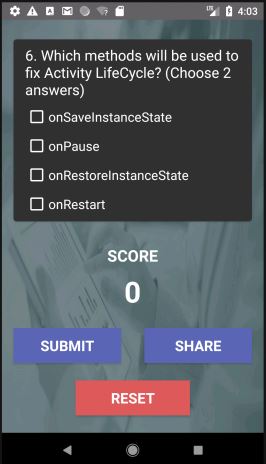 4:03
6. Which methods will be used to
fix Activity LifeCycle? (Choose 2
answers)
onSaveInstanceState
onPause
onRestoreInstanceState
onRestart
SCORE
0
SUBMIT
SHARE
RESET